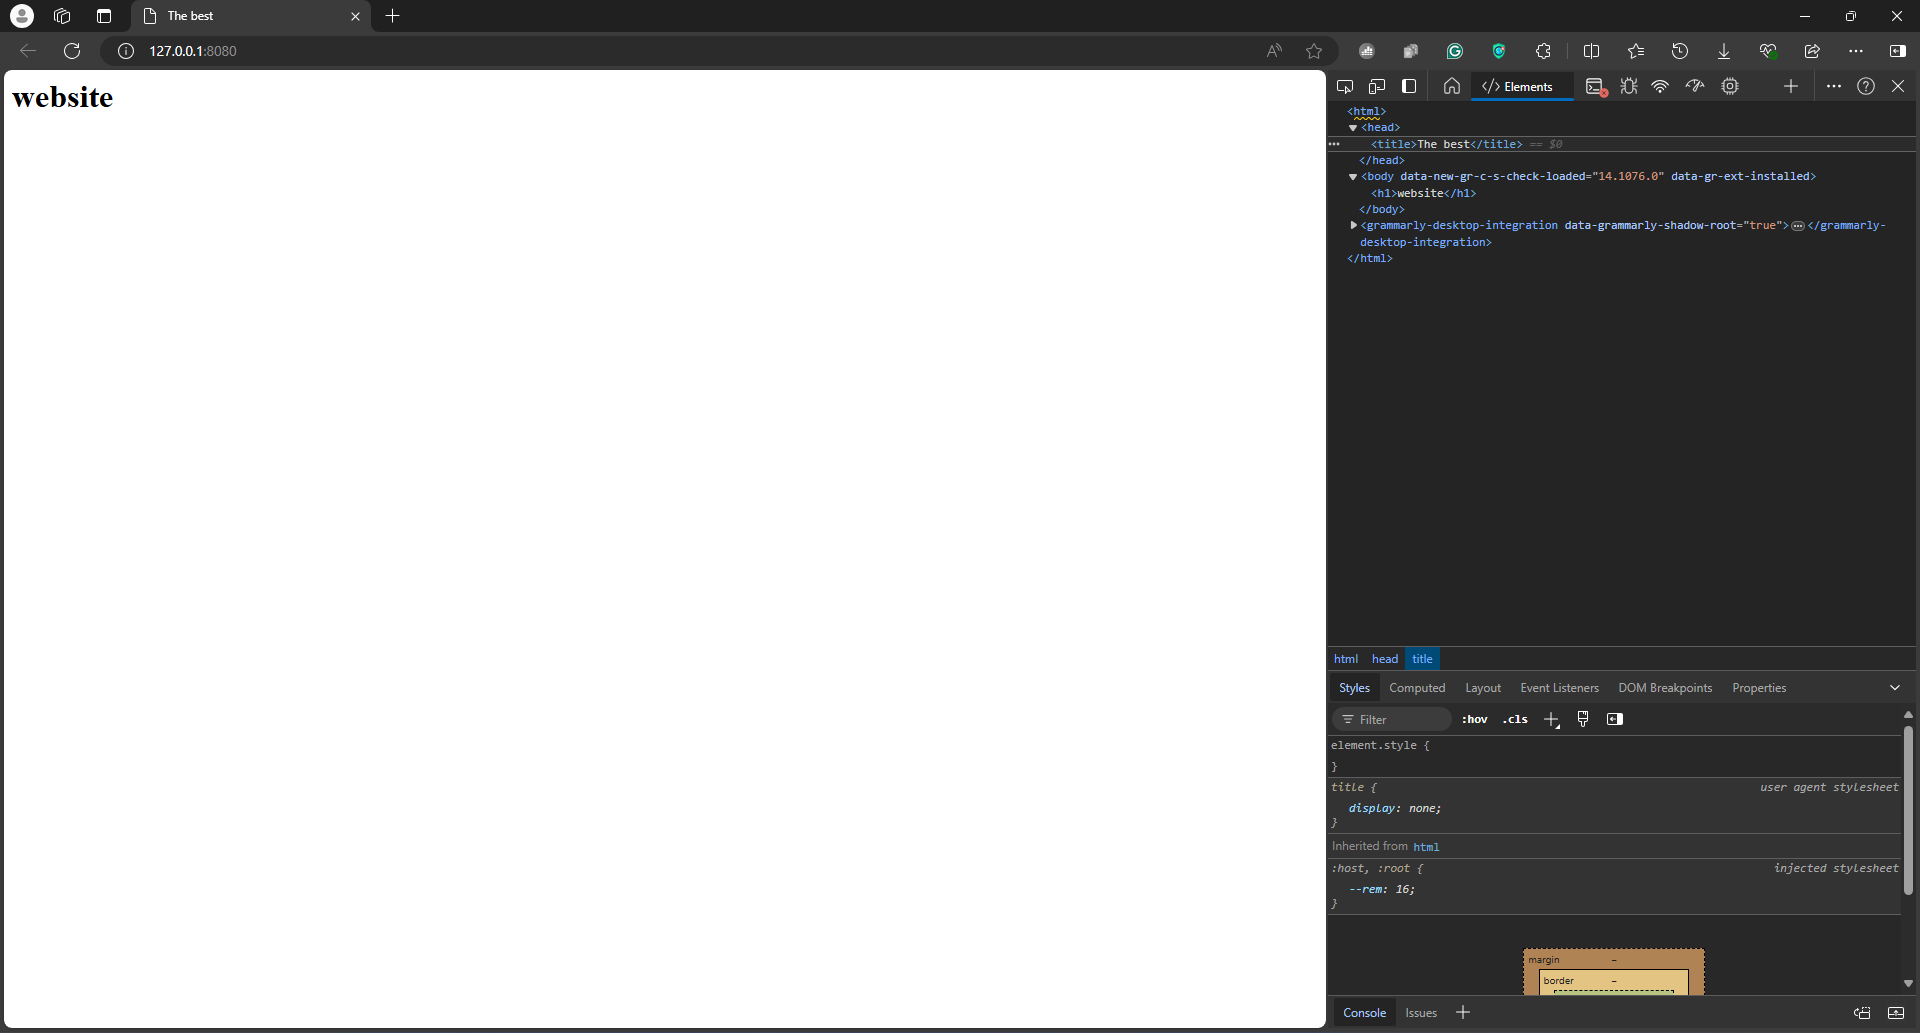 The best
127.0.0.1:8080
website
Elements
<html>
<head>
<title>The best</title> == $0
</head>
<body data-new-gr-c-s-check-loaded="14.1076.0" data-gr-ext-installed>
<h1>website</h1>
</body>
<grammarly-desktop-integration data-grammarly-shadow-root="true"></grammarly-
desktop-integration>
</html>
html head title
Styles Computed Layout Event Listeners DOM Breakpoints Properties
Filter :hov .cls
element.style {
}
title { user agent stylesheet
display: none;
}
Inherited from html
:host, :root { injected stylesheet
--rem: 16;
}
margin –
border –
Console Issues